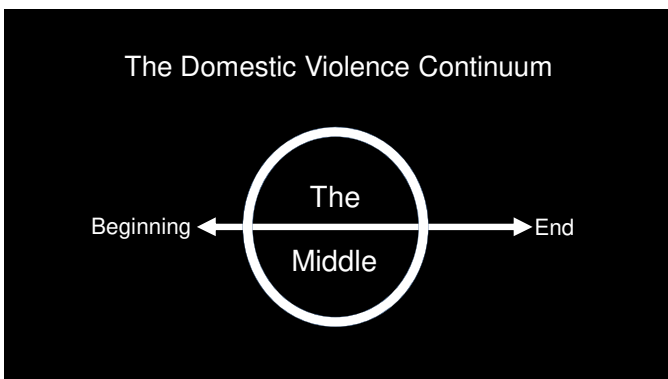 The Domestic Violence Continuum
The
Beginning
End
Middle